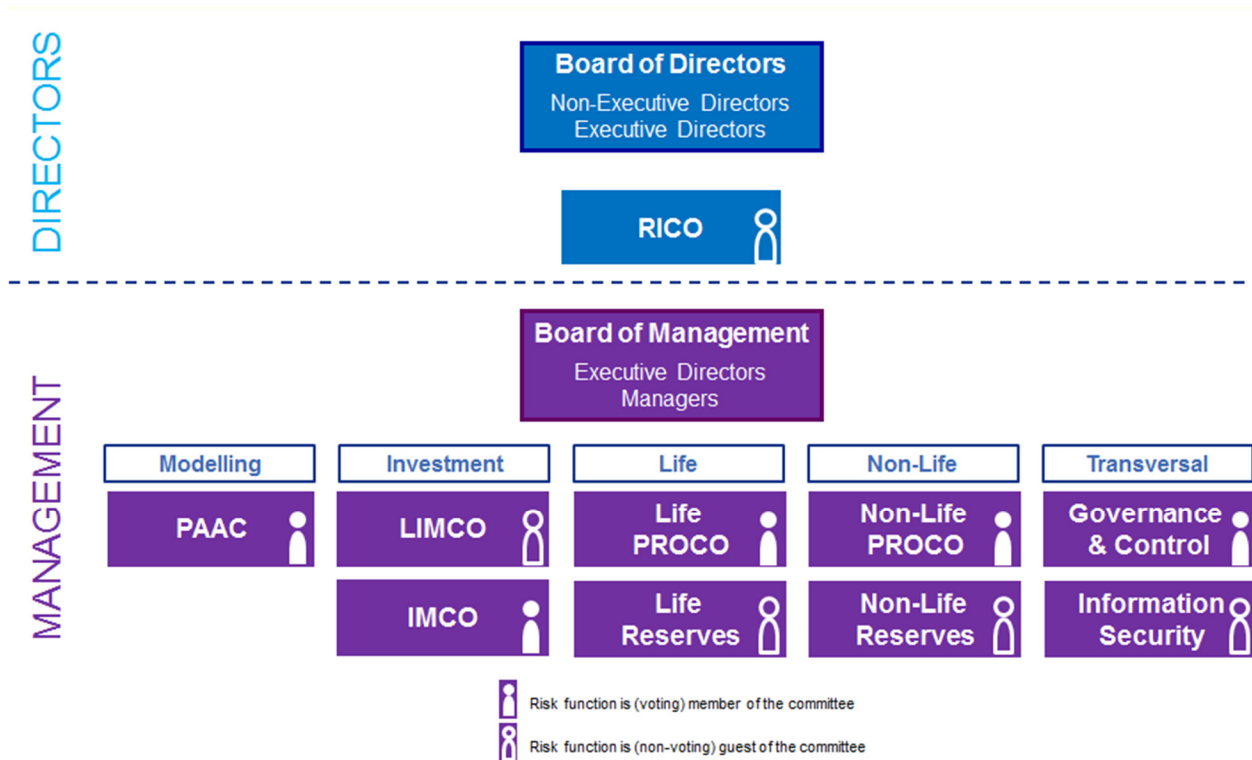 DIRECTORS
Board of Directors
Non-Executive Directors
Executive Directors
RICO
MANAGEMENT
Board of Management
Executive Directors
Managers
Modelling
Investment
Life
Non-Life
Transversal
PAAC
LIMCO
Life
PROCO
Non-Life
PROCO
Governance
& Control
IMCO
Life
Reserves
Non-Life
Reserves
Information
Security
Risk function is (voting) member of the committee
Risk function is (non-voting) guest of the committee